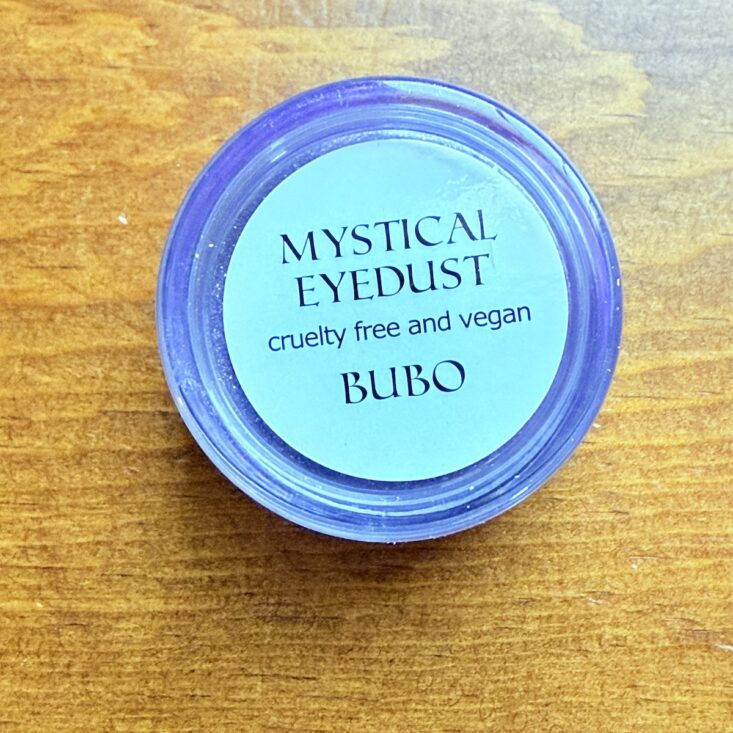 MYSTICAL
EYEDUST
cruelty free and vegan
BUBO